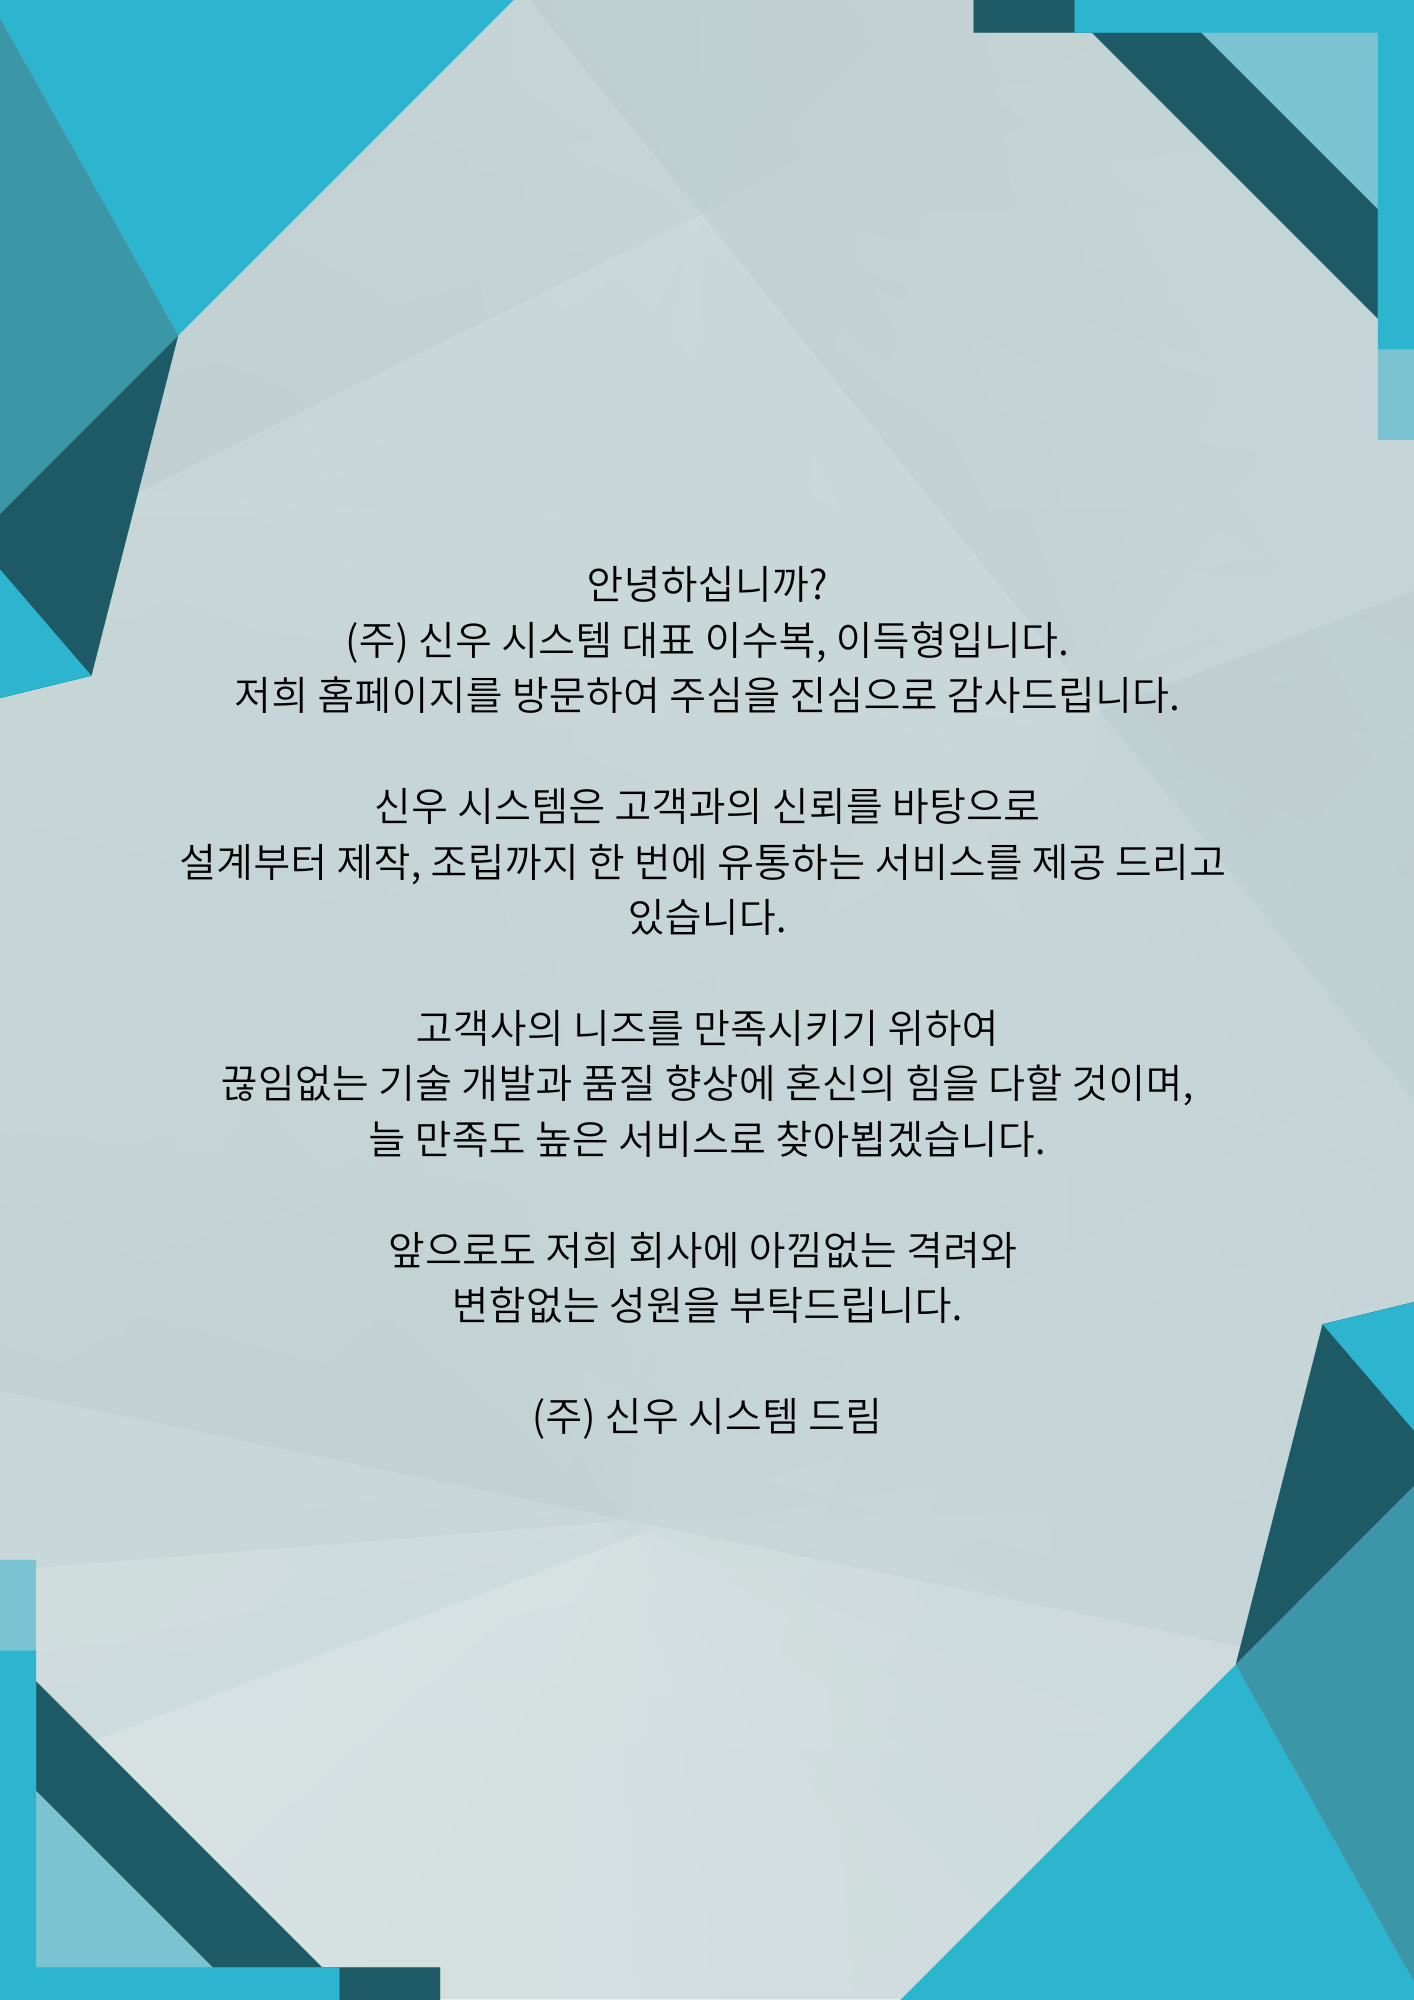 안녕하십니까?
(주) 신우 시스템 대표 이수복, 이득형입니다.
저희 홈페이지를 방문하여 주심을 진심으로 감사드립니다.
신우 시스템은 고객과의 신뢰를 바탕으로
설계부터 제작, 조립까지 한 번에 유통하는 서비스를 제공 드리고
있습니다.
고객사의 니즈를 만족시키기 위하여
끊임없는 기술 개발과 품질 향상에 혼신의 힘을 다할 것이며,
늘 만족도 높은 서비스로 찾아뵙겠습니다.
앞으로도 저희 회사에 아낌없는 격려와
변함없는 성원을 부탁드립니다.
(주) 신우 시스템 드림